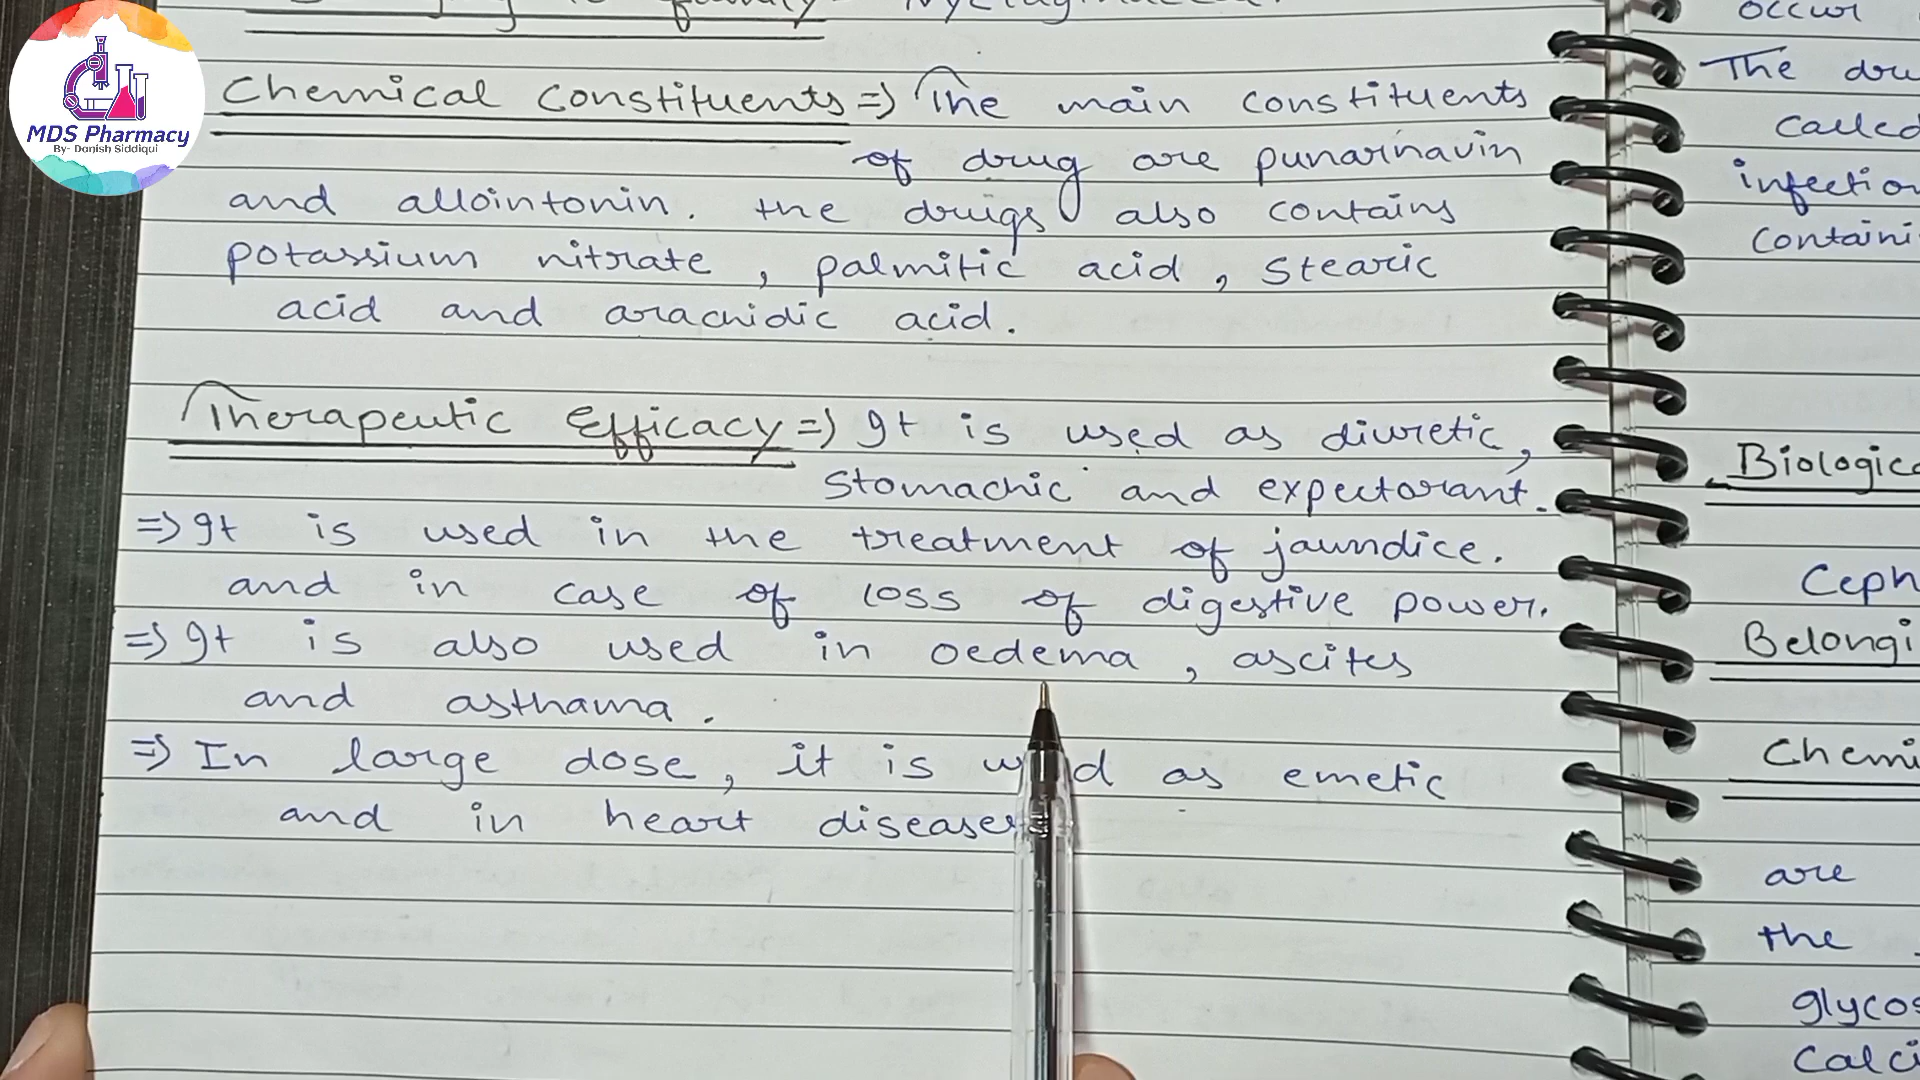 Chemical Constituents => The main constituents
of drug are punarnavin
and allointonin. the drugs also contains
potassium nitrate, palmitic acid, stearic
acid and arachidic acid.
Therapeutic Efficacy => It is used as diuretic,
stomachic and expectorant.
=> It is used in the treatment of jaundice.
and in case of loss of digestive power.
=> It is also used in oedema, ascites
and asthama.
=> In large dose, it is used as emetic
and in heart diseases
MDS Pharmacy
By- Danish Siddiqui
occur
The dru
called
infection
Containi
Biologica
Ceph
Belongi
Chemi
are
the
glycos
Calci